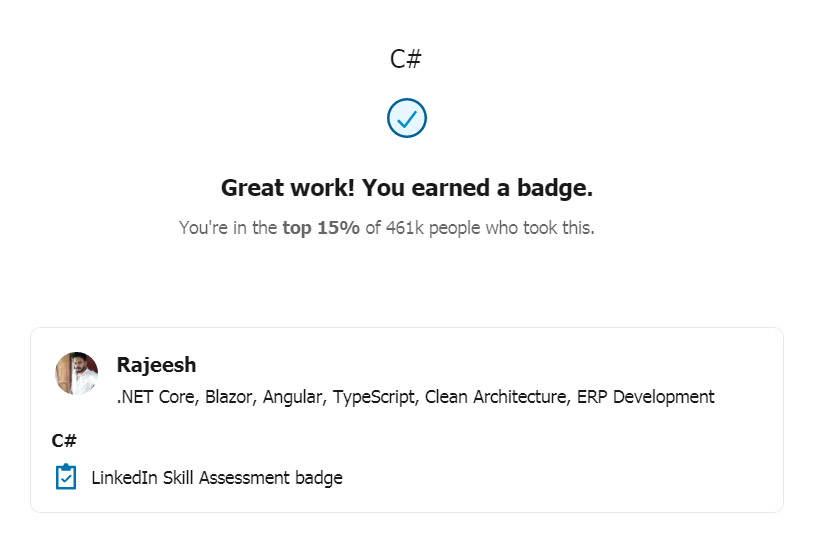 C#
Great work! You earned a badge.
You're in the top 15% of 461k people who took this.
Rajeesh
.NET Core, Blazor, Angular, TypeScript, Clean Architecture, ERP Development
C#
LinkedIn Skill Assessment badge